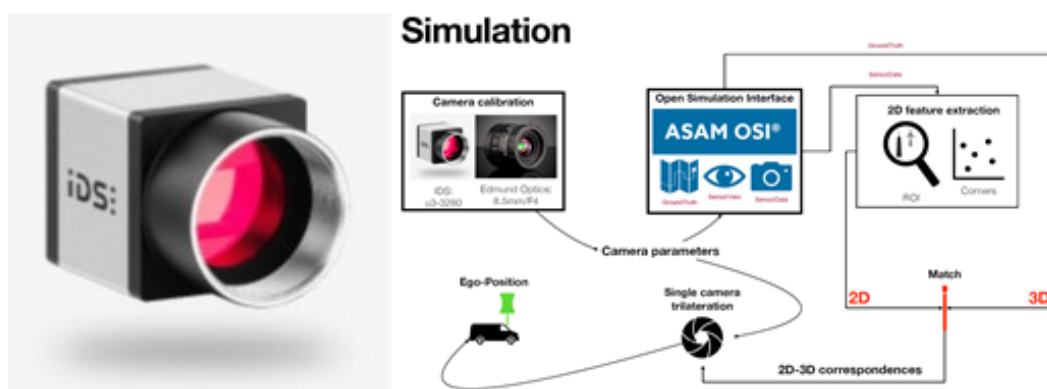 iDS:
Simulation
Camera calibration
IDS:
u3-3280
Edmund Optics:
8.5mm/F4
Open Simulation Interface
ASAM OSI®
GroundTruth
SensorView
SensorData
GroundTruth
SensorData
2D feature extraction
ROI
Corners
Camera parameters
Ego-Position
Single camera
trilateration
Match
2D
3D
2D-3D correspondences